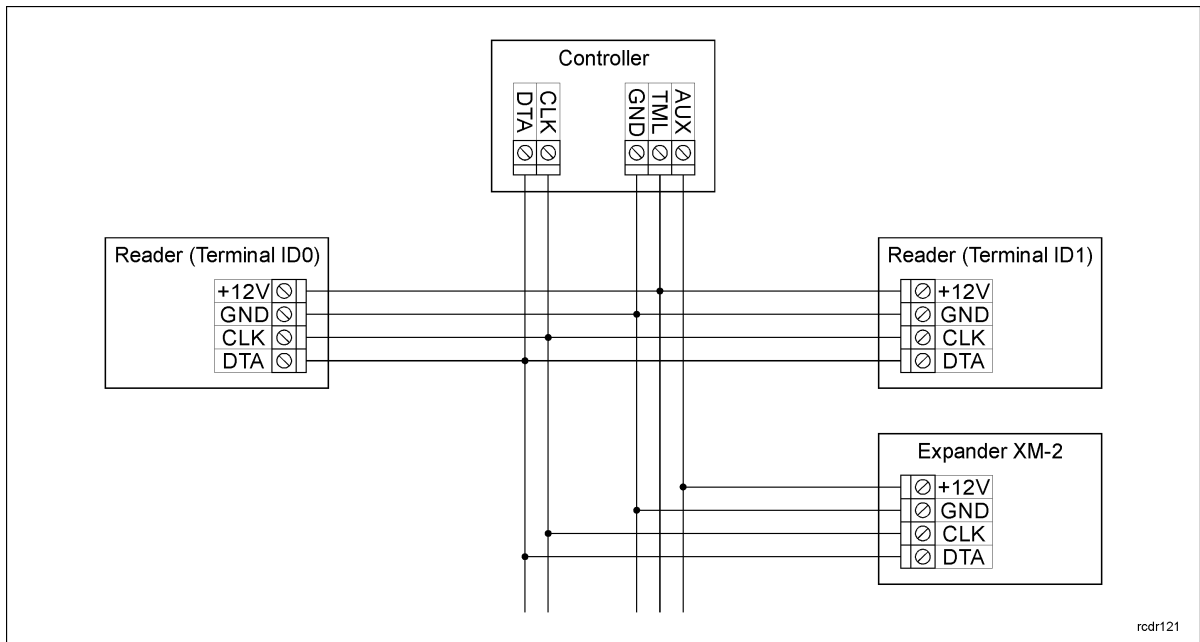 Controller
DTA
CLK
GND
TML
AUX
Reader (Terminal ID0)
+12V
GND
CLK
DTA
Reader (Terminal ID1)
+12V
GND
CLK
DTA
Expander XM-2
+12V
GND
CLK
DTA
rcdr121